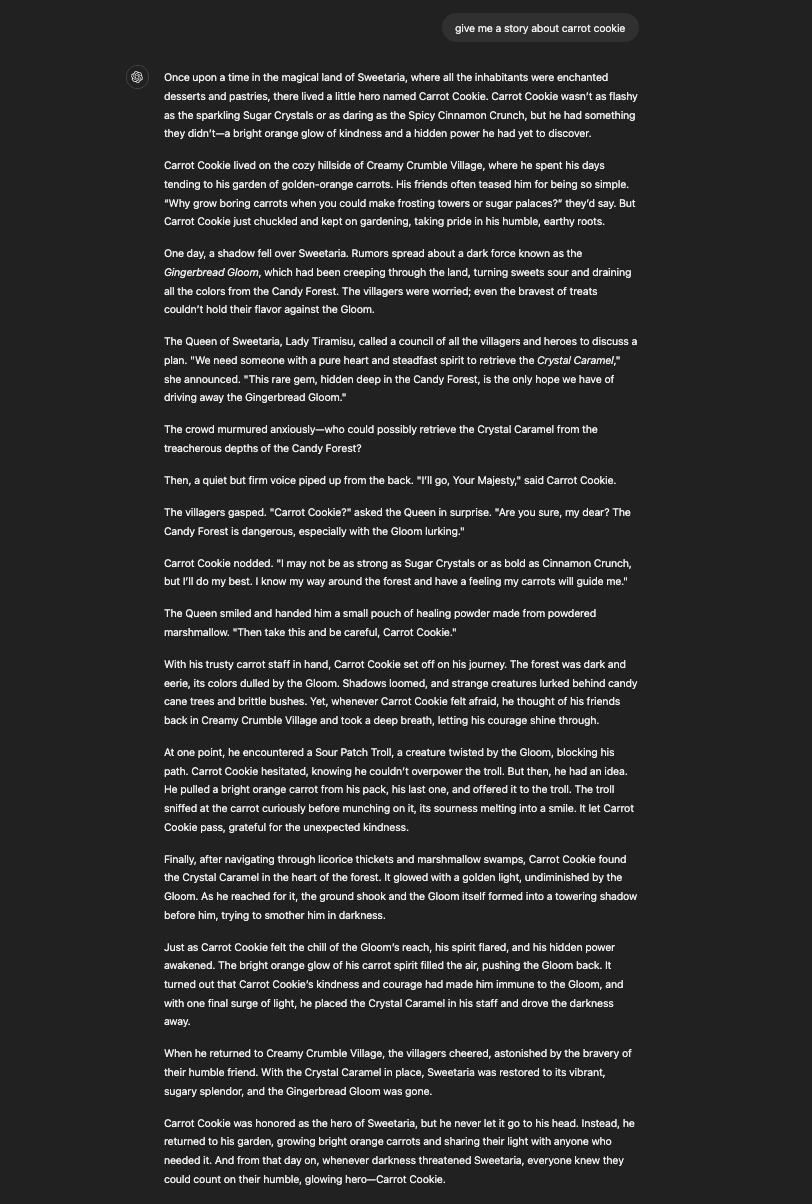 give me a story about carrot cookie
Once upon a time in the magical land of Sweetaria, where all the inhabitants were enchanted
desserts and pastries, there lived a little hero named Carrot Cookie. Carrot Cookie wasn’t as flashy
as the sparkling Sugar Crystals or as daring as the Spicy Cinnamon Crunch, but he had something
they didn’t—a bright orange glow of kindness and a hidden power he had yet to discover.
Carrot Cookie lived on the cozy hillside of Creamy Crumble Village, where he spent his days
tending to his garden of golden-orange carrots. His friends often teased him for being so simple.
“Why grow boring carrots when you could make frosting towers or sugar palaces?” they’d say. But
Carrot Cookie just chuckled and kept on gardening, taking pride in his humble, earthy roots.
One day, a shadow fell over Sweetaria. Rumors spread about a dark force known as the
Gingerbread Gloom, which had been creeping through the land, turning sweets sour and draining
all the colors from the Candy Forest. The villagers were worried; even the bravest of treats
couldn’t hold their flavor against the Gloom.
The Queen of Sweetaria, Lady Tiramisu, called a council of all the villagers and heroes to discuss a
plan. "We need someone with a pure heart and steadfast spirit to retrieve the Crystal Caramel,"
she announced. "This rare gem, hidden deep in the Candy Forest, is the only hope we have of
driving away the Gingerbread Gloom."
The crowd murmured anxiously—who could possibly retrieve the Crystal Caramel from the
treacherous depths of the Candy Forest?
Then, a quiet but firm voice piped up from the back. "I’ll go, Your Majesty," said Carrot Cookie.
The villagers gasped. "Carrot Cookie?" asked the Queen in surprise. "Are you sure, my dear? The
Candy Forest is dangerous, especially with the Gloom lurking."
Carrot Cookie nodded. "I may not be as strong as Sugar Crystals or as bold as Cinnamon Crunch,
but I’ll do my best. I know my way around the forest and have a feeling my carrots will guide me."
The Queen smiled and handed him a small pouch of healing powder made from powdered
marshmallow. "Then take this and be careful, Carrot Cookie."
With his trusty carrot staff in hand, Carrot Cookie set off on his journey. The forest was dark and
eerie, its colors dulled by the Gloom. Shadows loomed, and strange creatures lurked behind candy
cane trees and brittle bushes. Yet, whenever Carrot Cookie felt afraid, he thought of his friends
back in Creamy Crumble Village and took a deep breath, letting his courage shine through.
At one point, he encountered a Sour Patch Troll, a creature twisted by the Gloom, blocking his
path. Carrot Cookie hesitated, knowing he couldn’t overpower the troll. But then, he had an idea.
He pulled a bright orange carrot from his pack, his last one, and offered it to the troll. The troll
sniffed at the carrot curiously before munching on it, its sourness melting into a smile. It let Carrot
Cookie pass, grateful for the unexpected kindness.
Finally, after navigating through licorice thickets and marshmallow swamps, Carrot Cookie found
the Crystal Caramel in the heart of the forest. It glowed with a golden light, undiminished by the
Gloom. As he reached for it, the ground shook and the Gloom itself formed into a towering shadow
before him, trying to smother him in darkness.
Just as Carrot Cookie felt the chill of the Gloom’s reach, his spirit flared, and his hidden power
awakened. The bright orange glow of his carrot spirit filled the air, pushing the Gloom back. It
turned out that Carrot Cookie’s kindness and courage had made him immune to the Gloom, and
with one final surge of light, he placed the Crystal Caramel in his staff and drove the darkness
away.
When he returned to Creamy Crumble Village, the villagers cheered, astonished by the bravery of
their humble friend. With the Crystal Caramel in place, Sweetaria was restored to its vibrant,
sugary splendor, and the Gingerbread Gloom was gone.
Carrot Cookie was honored as the hero of Sweetaria, but he never let it go to his head. Instead, he
returned to his garden, growing bright orange carrots and sharing their light with anyone who
needed it. And from that day on, whenever darkness threatened Sweetaria, everyone knew they
could count on their humble, glowing hero—Carrot Cookie.